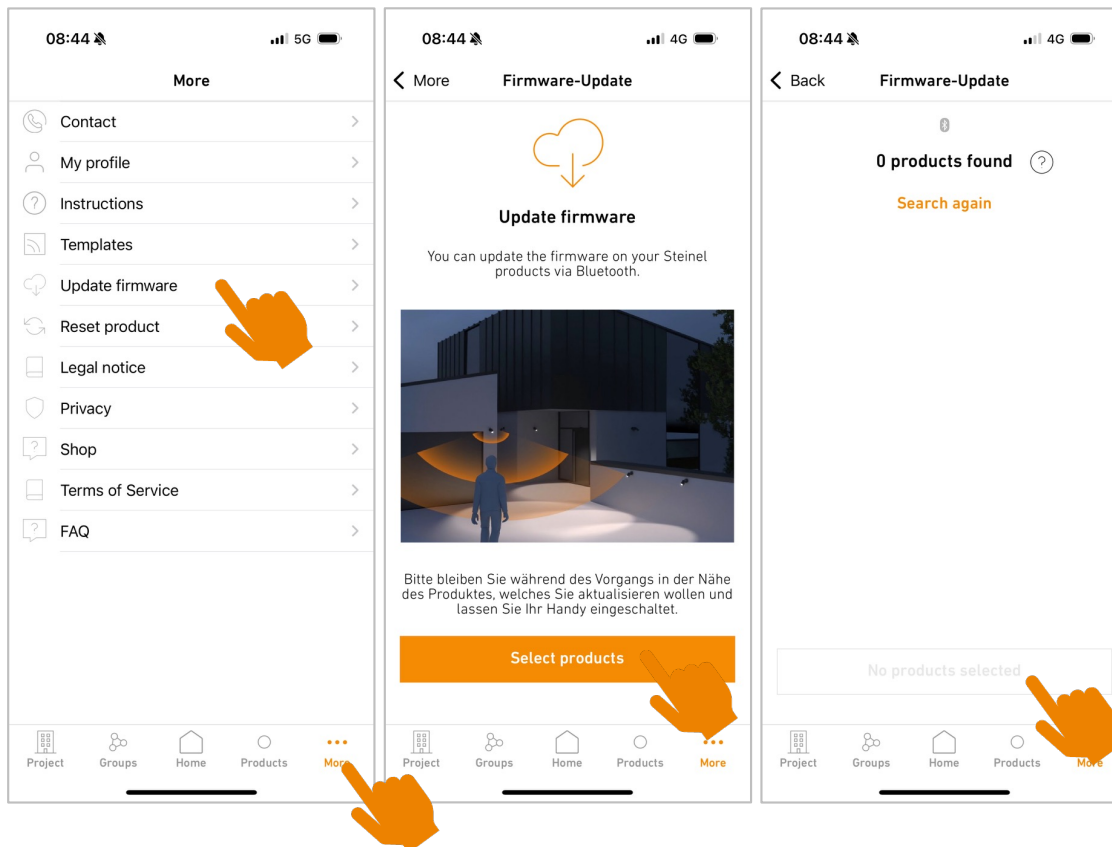 08:44
5G
More
Contact
My profile
Instructions
Templates
Update firmware
Reset product
Legal notice
Privacy
Shop
Terms of Service
FAQ
Project
Groups
Home
Products
More
08:44
4G
More
Firmware-Update
Update firmware
You can update the firmware on your Steinel
products via Bluetooth.
Bitte bleiben Sie während des Vorgangs in der Nähe
des Produktes, welches Sie aktualisieren wollen und
lassen Sie Ihr Handy eingeschaltet.
Select products
Project
Groups
Home
Products
More
08:44
4G
Back
Firmware-Update
0 products found
?
Search again
No products selected
Project
Groups
Home
Products
More